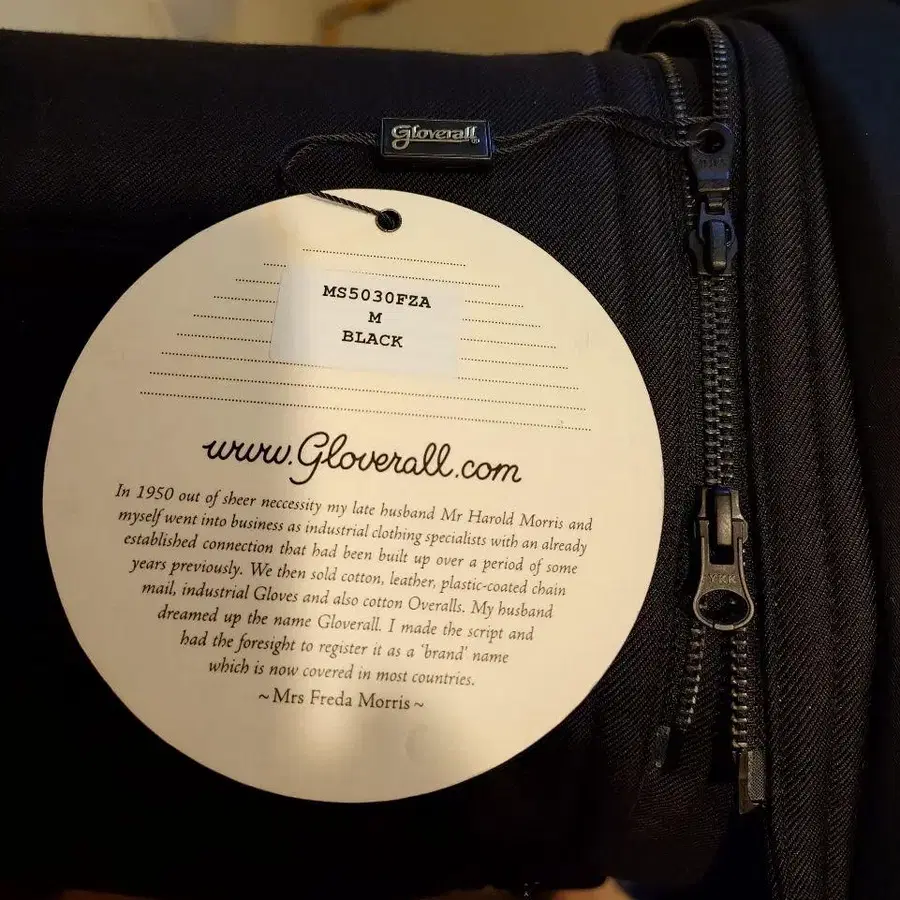 Gloverall®
MS5030FZA
M
BLACK
www.Gloverall.com
In 1950 out of sheer neccessity my late husband Mr Harold Morris and
myself went into business as industrial clothing specialists with an already
established connection that had been built up over a period of some
years previously. We then sold cotton, leather, plastic-coated chain
mail, industrial Gloves and also cotton Overalls. My husband
dreamed up the name Gloverall. I made the script and
had the foresight to register it as a 'brand' name
which is now covered in most countries.
~Mrs Freda Morris~
YKK